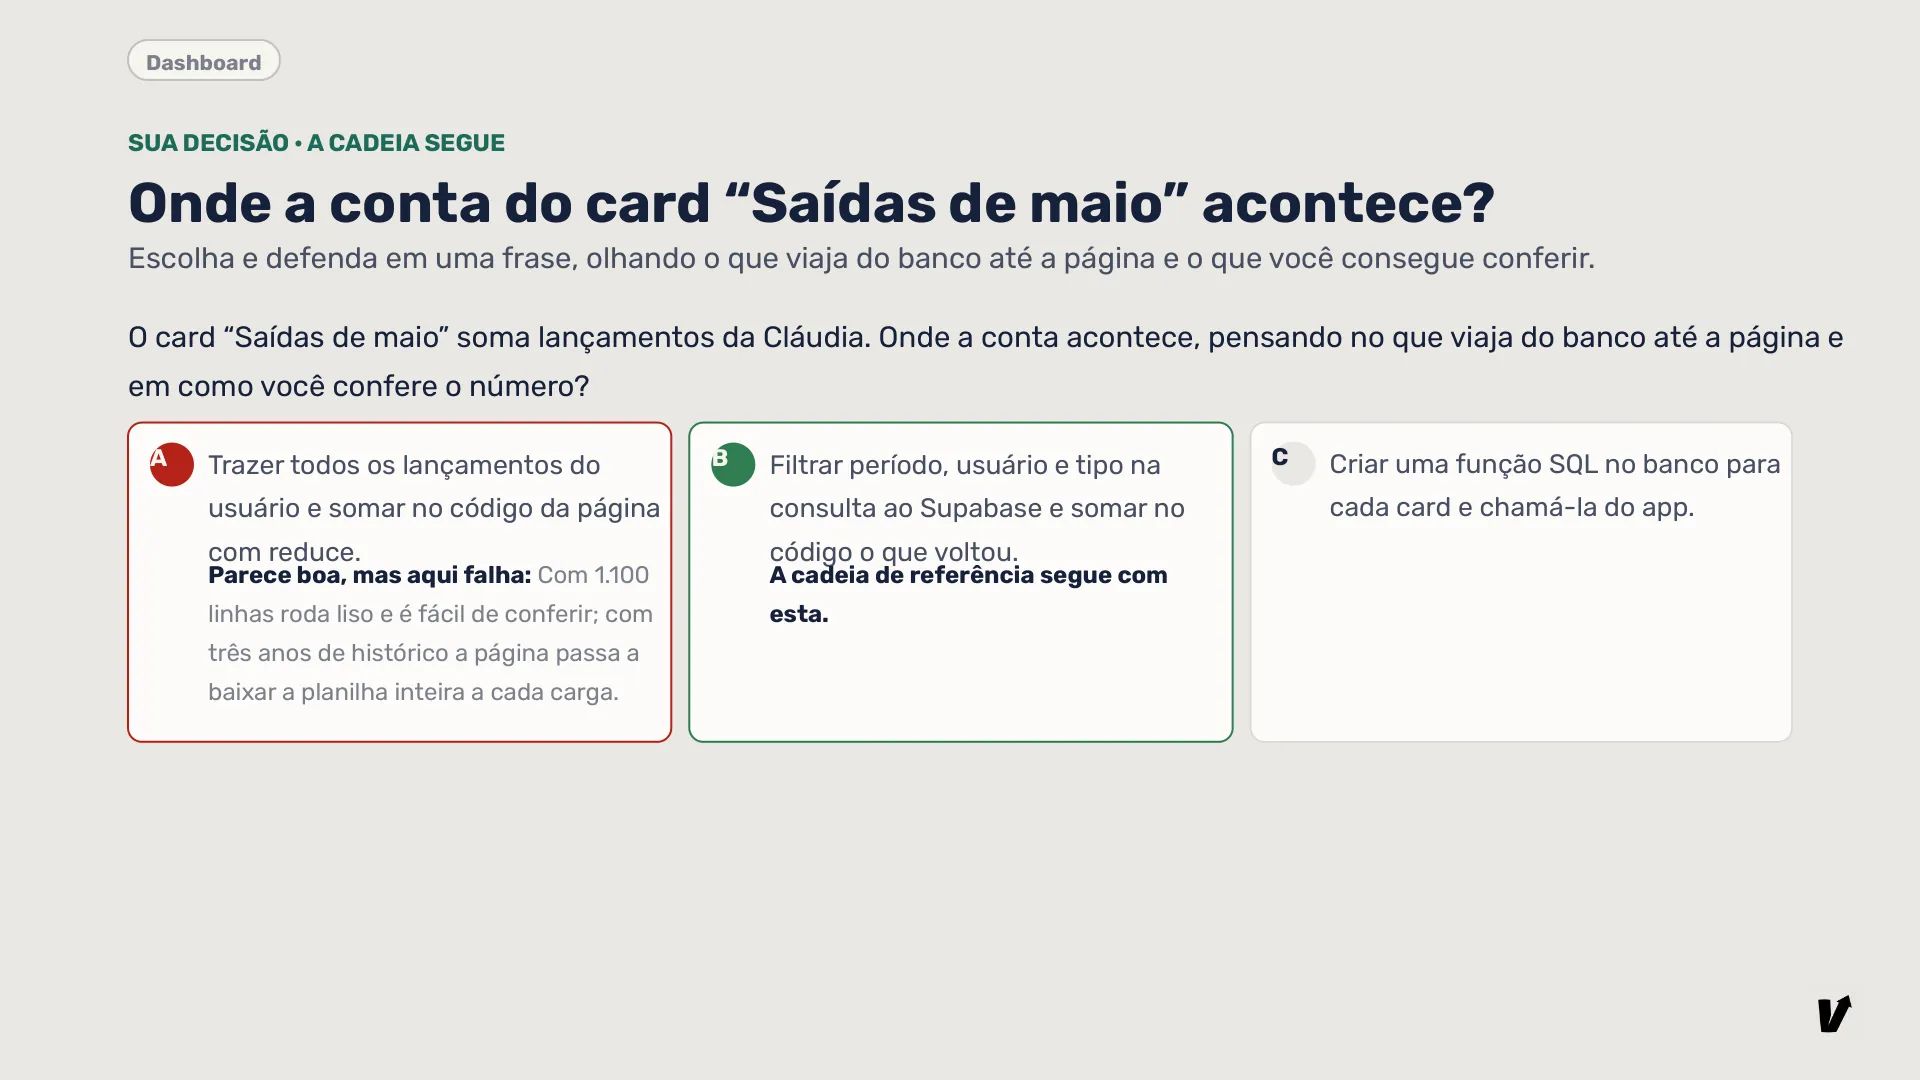 Dashboard
SUA DECISÃO • A CADEIA SEGUE
Onde a conta do card “Saídas de maio” acontece?
Escolha e defenda em uma frase, olhando o que viaja do banco até a página e o que você consegue conferir.
O card “Saídas de maio” soma lançamentos da Cláudia. Onde a conta acontece, pensando no que viaja do banco até a página e
em como você confere o número?
A
Trazer todos os lançamentos do
usuário e somar no código da página
com reduce.
Parece boa, mas aqui falha: Com 1.100
linhas roda liso e é fácil de conferir; com
três anos de histórico a página passa a
baixar a planilha inteira a cada carga.
B
Filtrar período, usuário e tipo na
consulta ao Supabase e somar no
código o que voltou.
A cadeia de referência segue com
esta.
C
Criar uma função SQL no banco para
cada card e chamá-la do app.